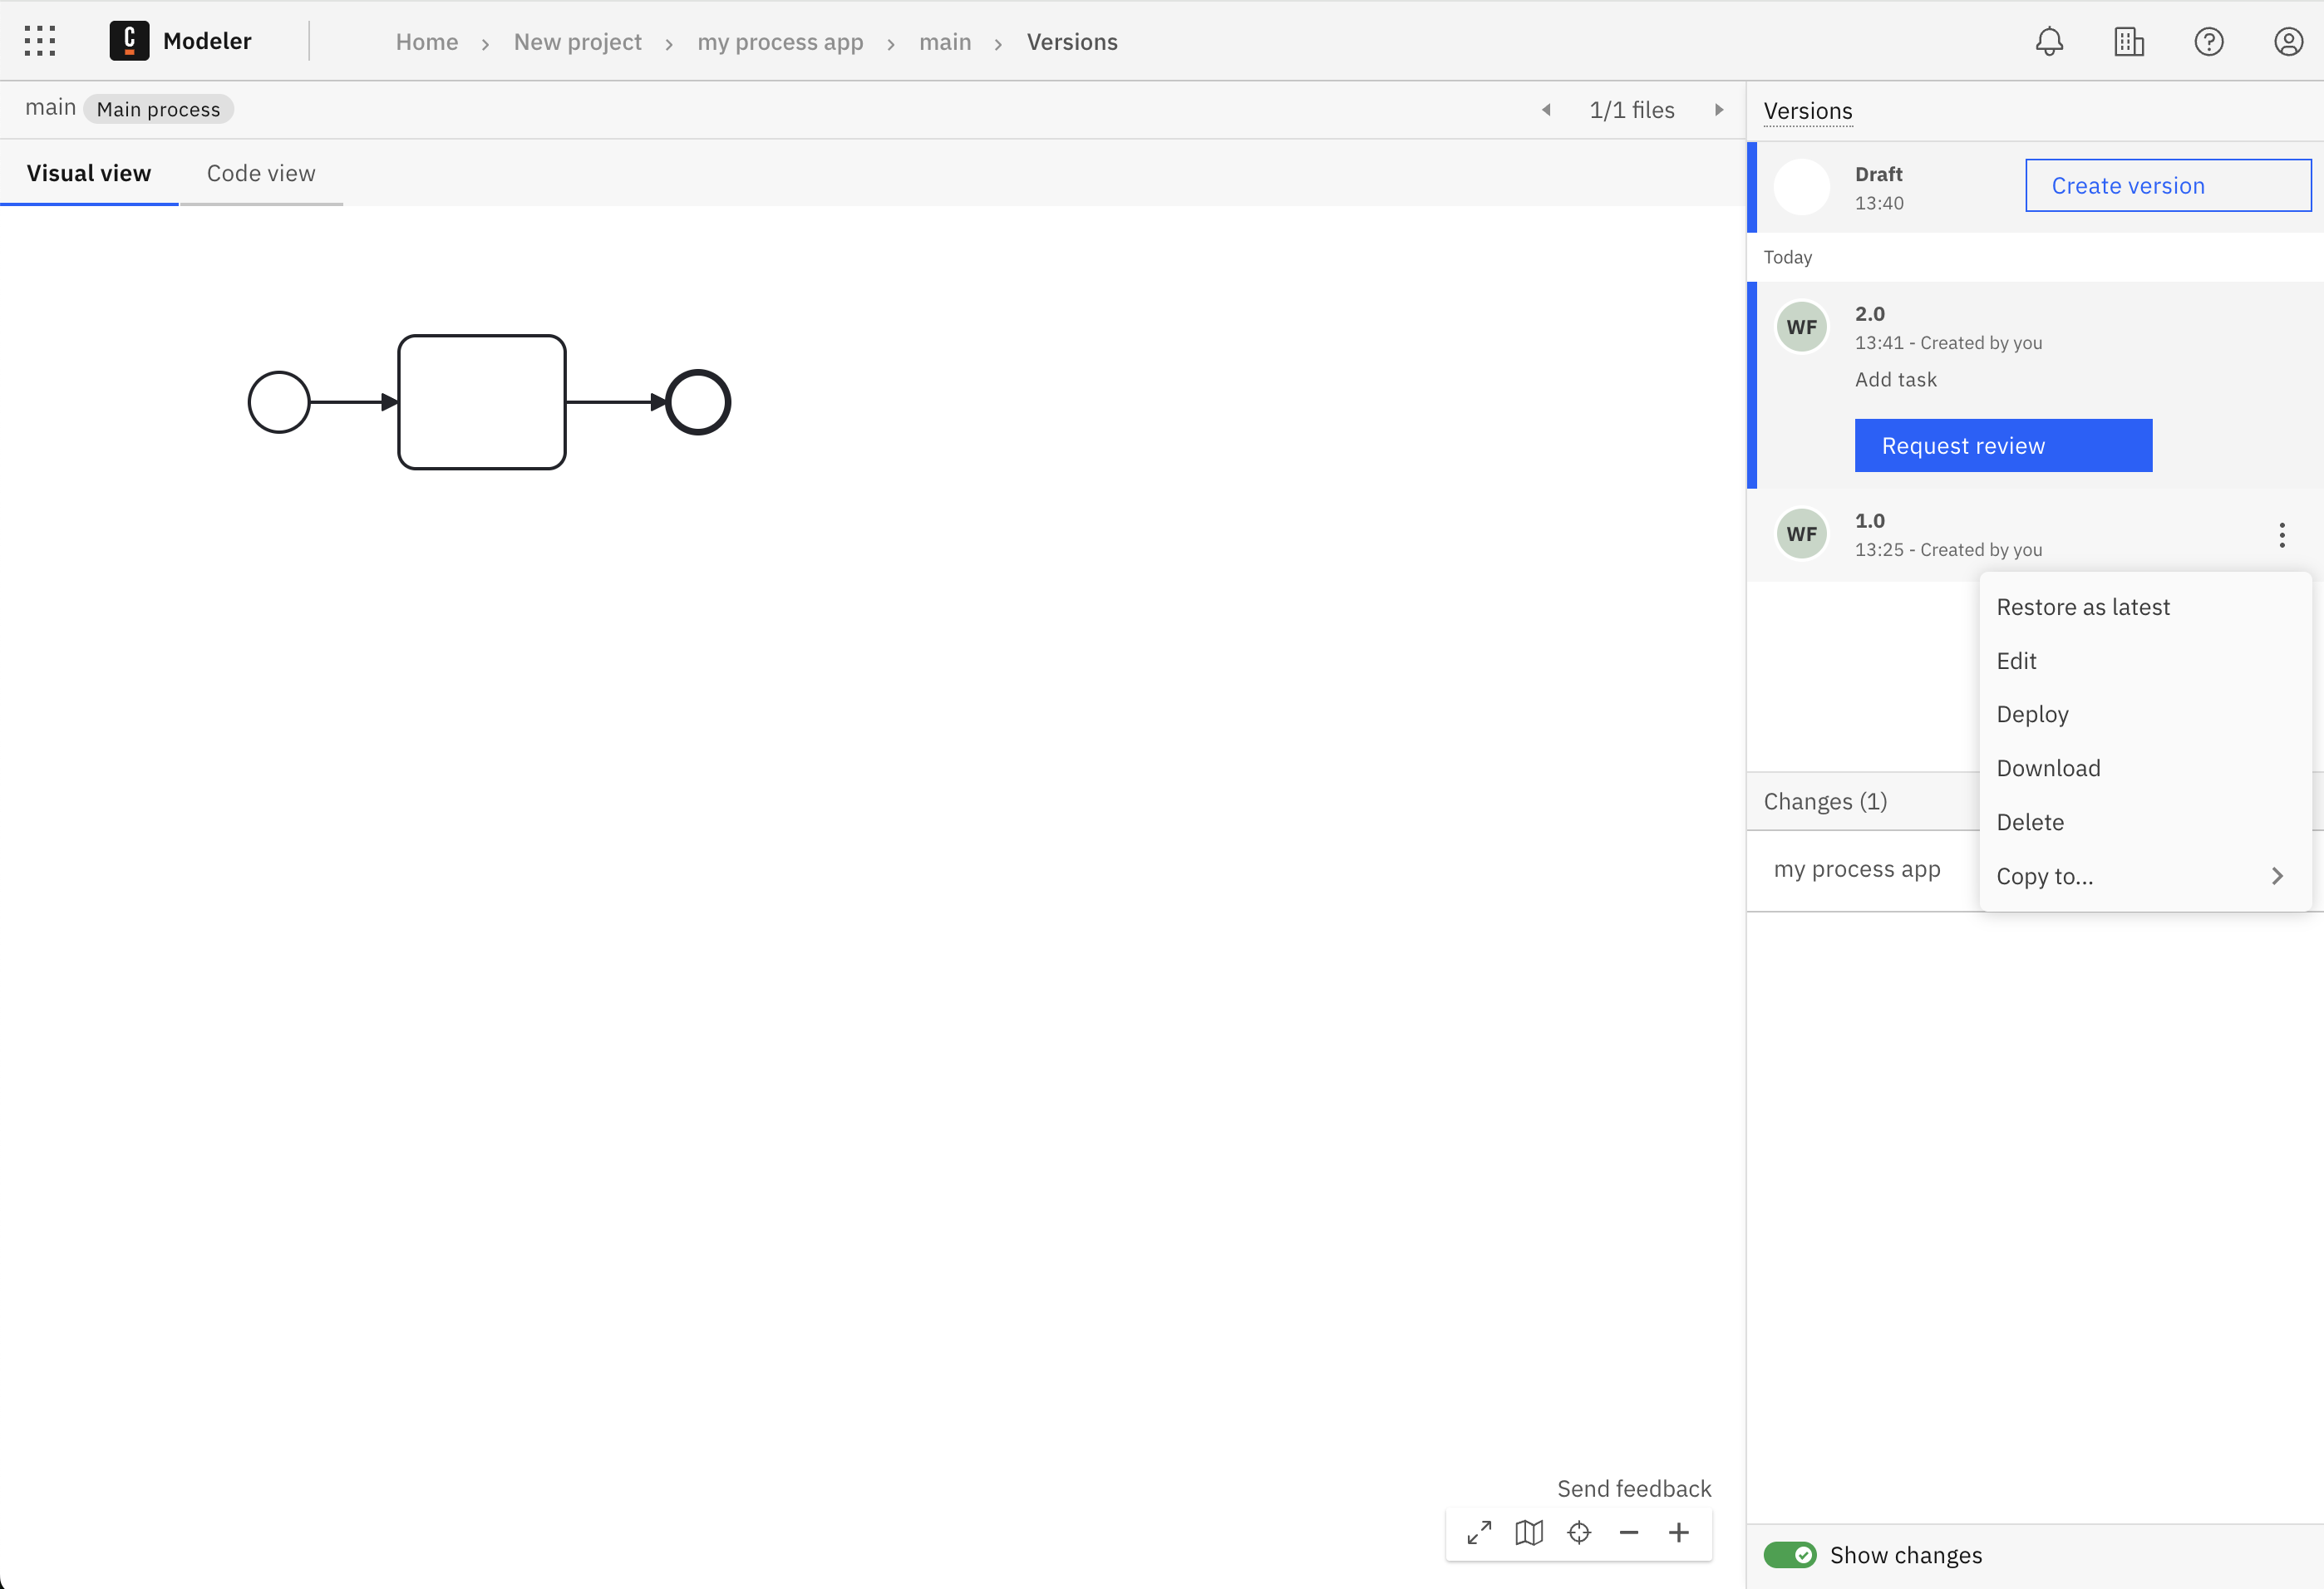 C Modeler Home New project my process app main Versions
main Main process 1/1 files
Visual view Code view
Send feedback
Versions
Draft
13:40
Create version
Today
WF
2.0
13:41 - Created by you
Add task
Request review
WF
1.0
13:25 - Created by you
Restore as latest
Edit
Deploy
Download
Delete
Copy to...
Changes (1)
my process app
Show changes